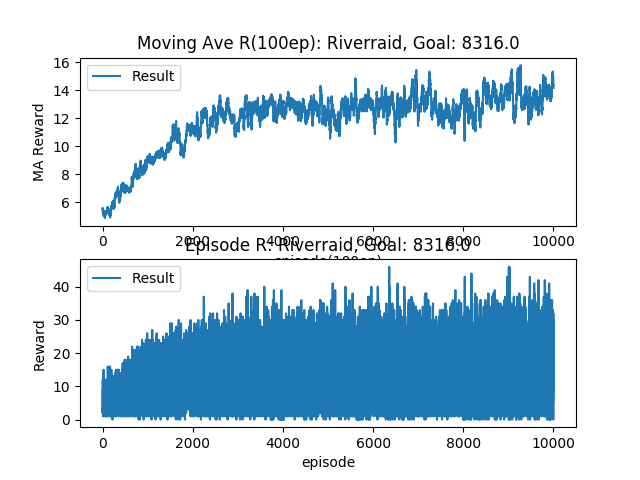 Moving Ave R(100ep): Riverraid, Goal: 8316.0
16
14
12
10
8
6
MA Reward
Result
0 2000 4000 6000 8000 10000
episode(100ep)
Episode R: Riverraid, Goal: 8316.0
40
30
20
10
0
Reward
Result
0 2000 4000 6000 8000 10000
episode